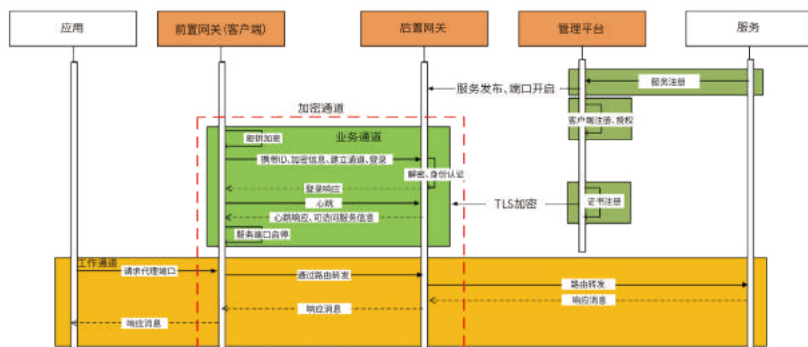 应用
前置网关(客户端)
后置网关
管理平台
服务
服务注册
服务发布、端口开启
加密通道
客户端注册、授权
业务通道
密钥加密
携带ID、加密信息、建立通道、登录
解密、身份认证
登录响应
心跳
TLS加密
证书注册
心跳响应、可访问服务信息
服务端口启停
工作通道
请求代理端口
通过路由转发
路由转发
响应消息
响应消息
响应消息